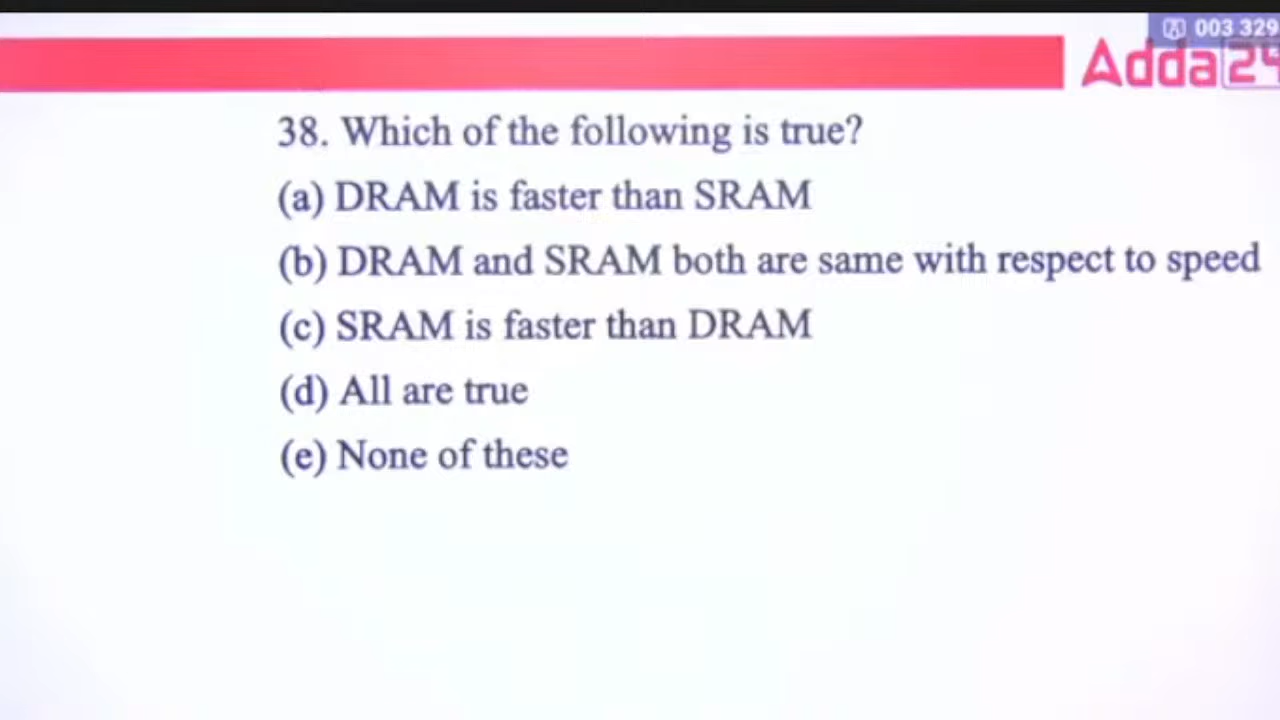 003 329
Adda24
38. Which of the following is true?
(a) DRAM is faster than SRAM
(b) DRAM and SRAM both are same with respect to speed
(c) SRAM is faster than DRAM
(d) All are true
(e) None of these